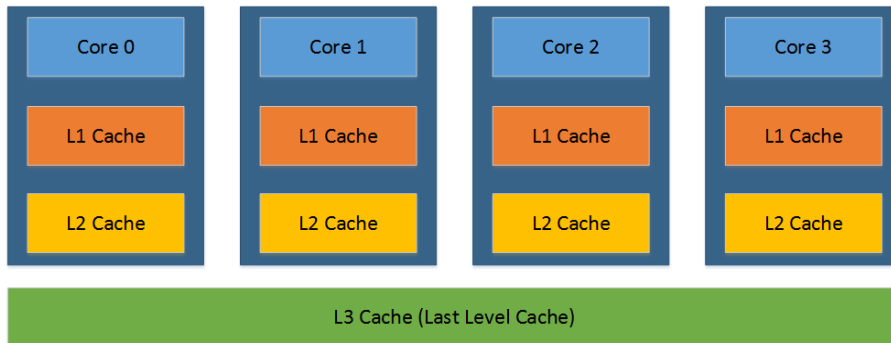 Core 0
Core 1
Core 2
Core 3
L1 Cache
L1 Cache
L1 Cache
L1 Cache
L2 Cache
L2 Cache
L2 Cache
L2 Cache
L3 Cache (Last Level Cache)